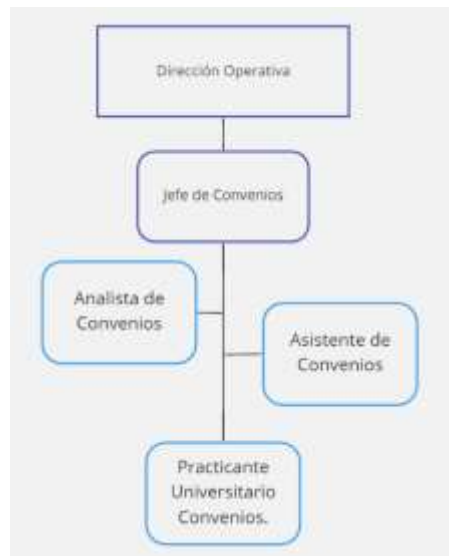 Dirección Operativa
Jefe de Convenios
Analista de
Convenios
Asistente de
Convenios
Practicante
Universitario
Convenios.